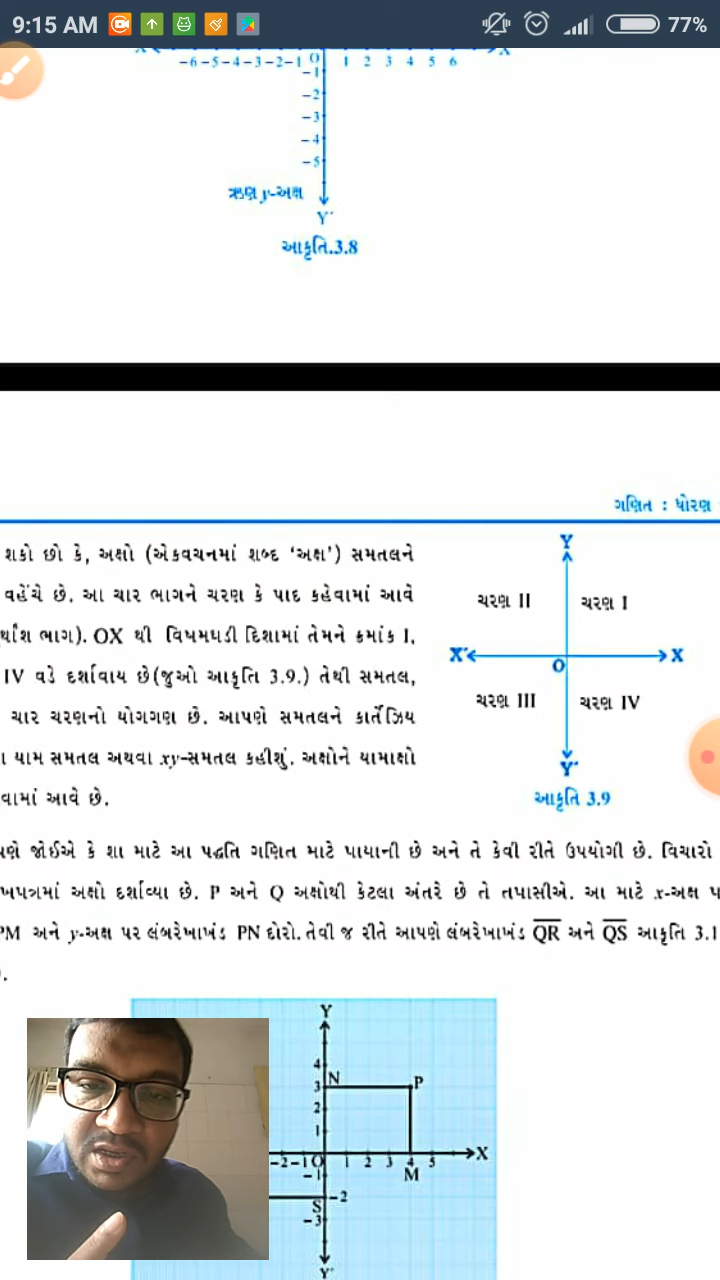 9:15 AM 77%
-6 -5 -4 -3 -2 -1 O 1 2 3 4 5 6
-1
-2
-3
-4
-5
ઋણ y-અક્ષ
Y′
આકૃતિ.3.8
ગણિત : ધોરણ
શકો છો કે, અક્ષો (એકવચનમાં શબ્દ ‘અક્ષ’) સમતલને
વહેંચે છે. આ ચાર ભાગને ચરણ કે પાદ કહેવામાં આવે
ર્થાંશ ભાગ). OX થી વિષમઘડી દિશામાં તેમને ક્રમાંક I,
IV વડે દર્શાવાય છે(જુઓ આકૃતિ 3.9.) તેથી સમતલ,
ચાર ચરણનો યોગગણ છે. આપણે સમતલને કાર્તેઝિય
યામ સમતલ અથવા xy-સમતલ કહીશું. અક્ષોને યામાક્ષો
વામાં આવે છે.
Y
ચરણ II ચરણ I
X′ O X
ચરણ III ચરણ IV
Y′
આકૃતિ 3.9
પણે જોઈએ કે શા માટે આ પદ્ધતિ ગણિત માટે પાયાની છે અને તે કેવી રીતે ઉપયોગી છે. વિચારો
ખપત્રમાં અક્ષો દર્શાવ્યા છે. P અને Q અક્ષોથી કેટલા અંતરે છે તે તપાસીએ. આ માટે x-અક્ષ પ
PM અને y-અક્ષ પર લંબરેખાખંડ PN દોરો. તેવી જ રીતે આપણે લંબરેખાખંડ QR અને QS આકૃતિ 3.1
Y
4
3 N P
2
1
-2 -1 O 1 2 3 4 5 X
-1 M
S -2
-3
Y′